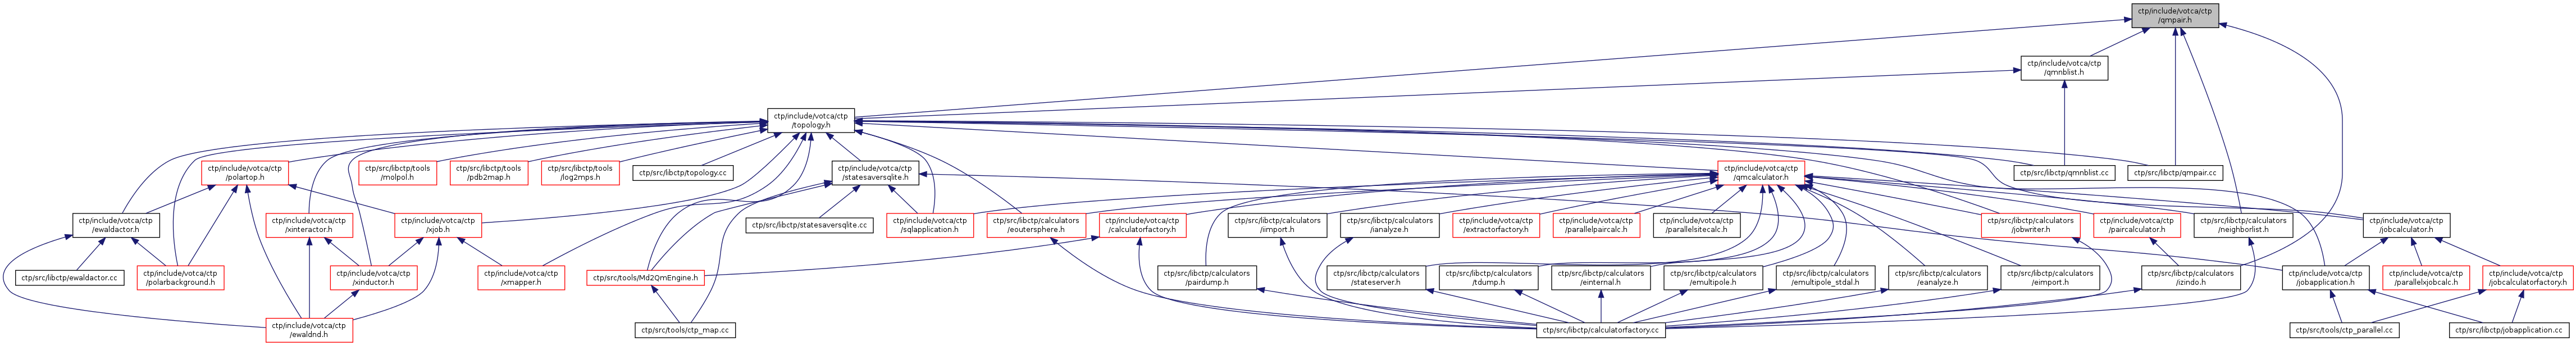 ctp/include/votca/ctp
/qmpair.h
ctp/include/votca/ctp
/qmnblist.h
ctp/include/votca/ctp
/topology.h
ctp/include/votca/ctp
/polartop.h
ctp/src/libctp/tools
/molpol.h
ctp/src/libctp/tools
/pdb2map.h
ctp/src/libctp/tools
/log2mps.h
ctp/src/libctp/topology.cc
ctp/include/votca/ctp
/statesaversqlite.h
ctp/include/votca/ctp
/qmcalculator.h
ctp/src/libctp/qmnblist.cc
ctp/src/libctp/qmpair.cc
ctp/include/votca/ctp
/ewaldactor.h
ctp/include/votca/ctp
/xinteractor.h
ctp/include/votca/ctp
/xjob.h
ctp/src/libctp/statesaversqlite.cc
ctp/include/votca/ctp
/sqlapplication.h
ctp/src/libctp/calculators
/eoutersphere.h
ctp/include/votca/ctp
/calculatorfactory.h
ctp/src/libctp/calculators
/iimport.h
ctp/src/libctp/calculators
/ianalyze.h
ctp/include/votca/ctp
/extractorfactory.h
ctp/include/votca/ctp
/parallelpaircalc.h
ctp/include/votca/ctp
/parallelsitecalc.h
ctp/src/libctp/calculators
/jobwriter.h
ctp/include/votca/ctp
/paircalculator.h
ctp/src/libctp/calculators
/neighborlist.h
ctp/include/votca/ctp
/jobcalculator.h
ctp/src/libctp/ewaldactor.cc
ctp/include/votca/ctp
/polarbackground.h
ctp/include/votca/ctp
/xinductor.h
ctp/include/votca/ctp
/xmapper.h
ctp/src/tools/Md2QmEngine.h
ctp/src/libctp/calculators
/pairdump.h
ctp/src/libctp/calculators
/stateserver.h
ctp/src/libctp/calculators
/tdump.h
ctp/src/libctp/calculators
/einternal.h
ctp/src/libctp/calculators
/emultipole.h
ctp/src/libctp/calculators
/emultipole_stdal.h
ctp/src/libctp/calculators
/eanalyze.h
ctp/src/libctp/calculators
/eimport.h
ctp/src/libctp/calculators
/izindo.h
ctp/include/votca/ctp
/jobapplication.h
ctp/include/votca/ctp
/parallelxjobcalc.h
ctp/include/votca/ctp
/jobcalculatorfactory.h
ctp/include/votca/ctp
/ewaldnd.h
ctp/src/tools/ctp_map.cc
ctp/src/libctp/calculatorfactory.cc
ctp/src/tools/ctp_parallel.cc
ctp/src/libctp/jobapplication.cc